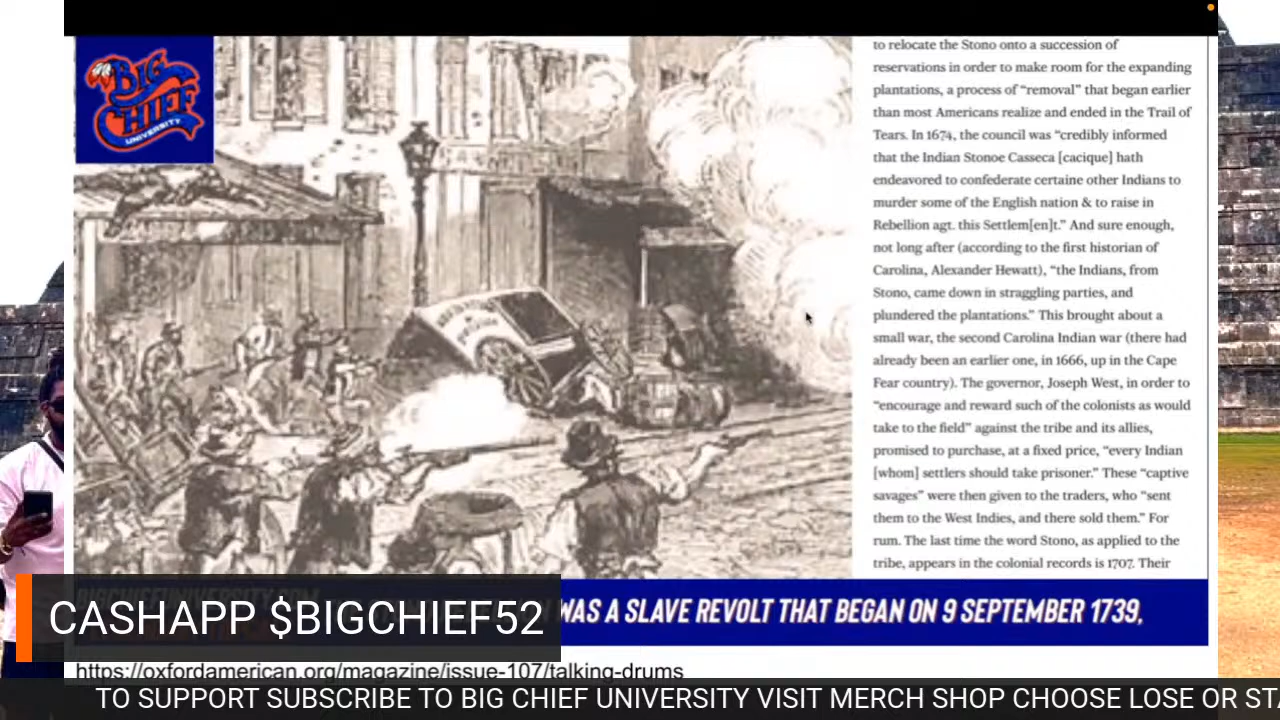 BIG
CHIEF
UNIVERSITY
to relocate the Stono onto a succession of
reservations in order to make room for the expanding
plantations, a process of “removal” that began earlier
than most Americans realize and ended in the Trail of
Tears. In 1674, the council was “credibly informed
that the Indian Stonoe Casseca [cacique] hath
endeavored to confederate certaine other Indians to
murder some of the English nation & to raise in
Rebellion agt. this Settlem[en]t.” And sure enough,
not long after (according to the first historian of
Carolina, Alexander Hewatt), “the Indians, from
Stono, came down in straggling parties, and
plundered the plantations.” This brought about a
small war, the second Carolina Indian war (there had
already been an earlier one, in 1666, up in the Cape
Fear country). The governor, Joseph West, in order to
“encourage and reward such of the colonists as would
take to the field” against the tribe and its allies,
promised to purchase, at a fixed price, “every Indian
[whom] settlers should take prisoner.” These “captive
savages” were then given to the traders, who “sent
them to the West Indies, and there sold them.” For
rum. The last time the word Stono, as applied to the
tribe, appears in the colonial records is 1707. Their
CASHAPP $BIGCHIEF52
WAS A SLAVE REVOLT THAT BEGAN ON 9 SEPTEMBER 1739,
https://oxfordamerican.org/magazine/issue-107/talking-drums
TO SUPPORT SUBSCRIBE TO BIG CHIEF UNIVERSITY VISIT MERCH SHOP CHOOSE LOSE OR STA